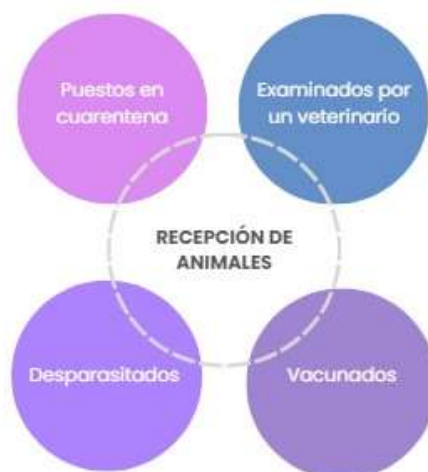 Puestos en
cuarentena
Examinados por
un veterinario
RECEPCIÓN DE
ANIMALES
Desparasitados
Vacunados